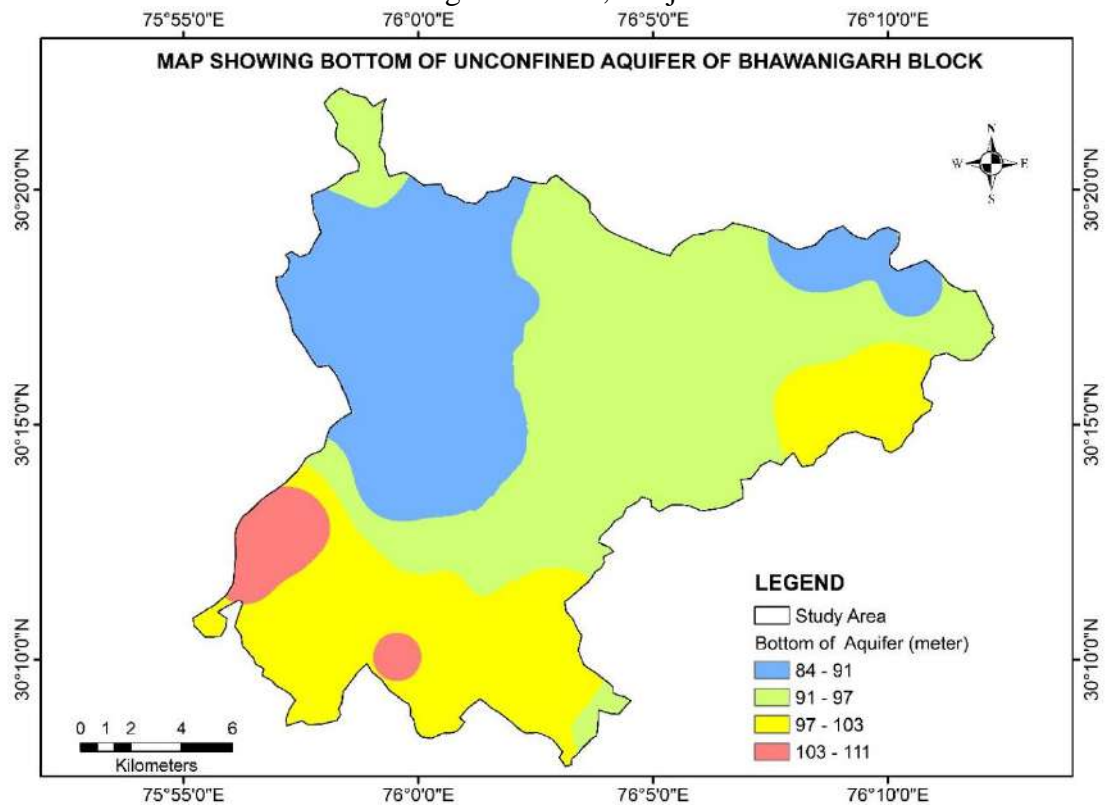 75°55'0"E 76°0'0"E 76°5'0"E 76°10'0"E
MAP SHOWING BOTTOM OF UNCONFINED AQUIFER OF BHAWANIGARH BLOCK
N
W E
S
30°20'0"N 30°20'0"N
30°15'0"N 30°15'0"N
30°10'0"N 30°10'0"N
LEGEND
Study Area
Bottom of Aquifer (meter)
84 - 91
91 - 97
97 - 103
103 - 111
0 1 2 4 6
Kilometers
75°55'0"E 76°0'0"E 76°5'0"E 76°10'0"E